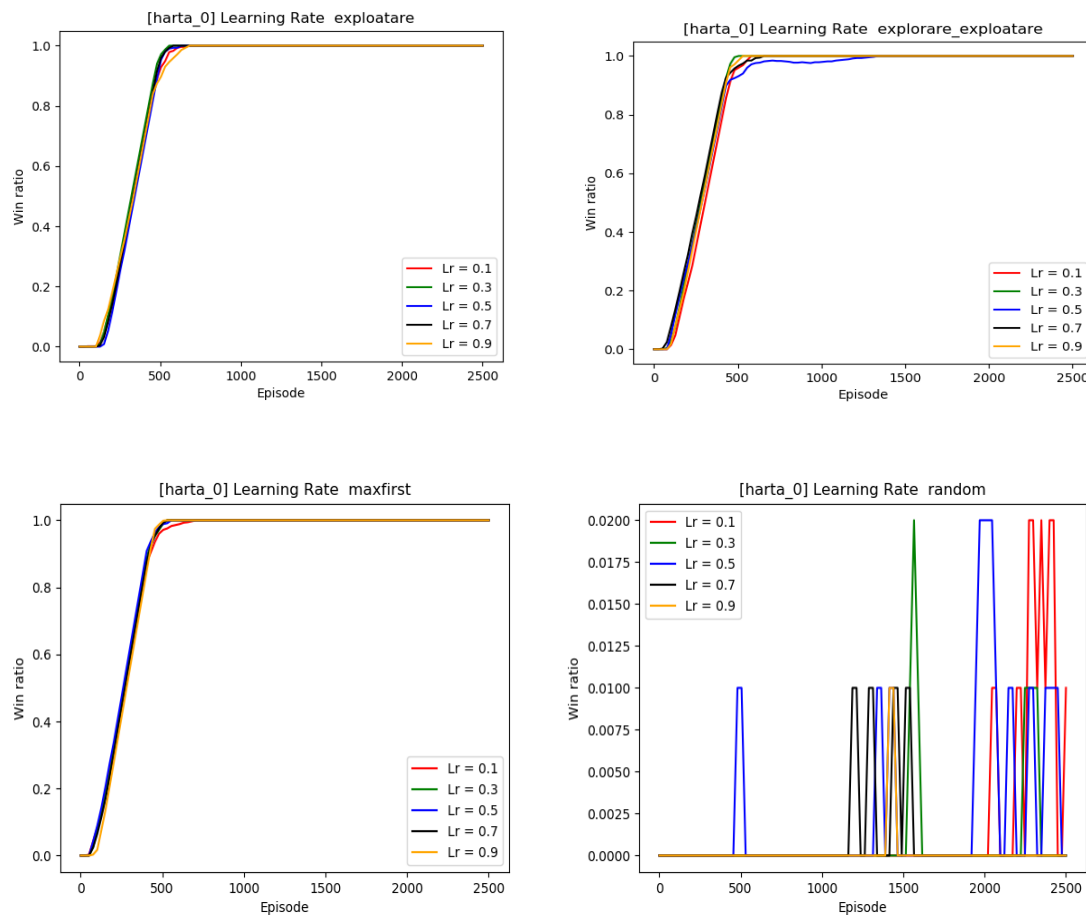 [harta_0] Learning Rate  exploatare
1.0
0.8
0.6
0.4
0.2
0.0
Win ratio
0
500
1000
1500
2000
2500
Episode
Lr = 0.1
Lr = 0.3
Lr = 0.5
Lr = 0.7
Lr = 0.9
[harta_0] Learning Rate  explorare_exploatare
1.0
0.8
0.6
0.4
0.2
0.0
Win ratio
0
500
1000
1500
2000
2500
Episode
Lr = 0.1
Lr = 0.3
Lr = 0.5
Lr = 0.7
Lr = 0.9
[harta_0] Learning Rate  maxfirst
1.0
0.8
0.6
0.4
0.2
0.0
Win ratio
0
500
1000
1500
2000
2500
Episode
Lr = 0.1
Lr = 0.3
Lr = 0.5
Lr = 0.7
Lr = 0.9
[harta_0] Learning Rate  random
0.0200
0.0175
0.0150
0.0125
0.0100
0.0075
0.0050
0.0025
0.0000
Win ratio
0
500
1000
1500
2000
2500
Episode
Lr = 0.1
Lr = 0.3
Lr = 0.5
Lr = 0.7
Lr = 0.9